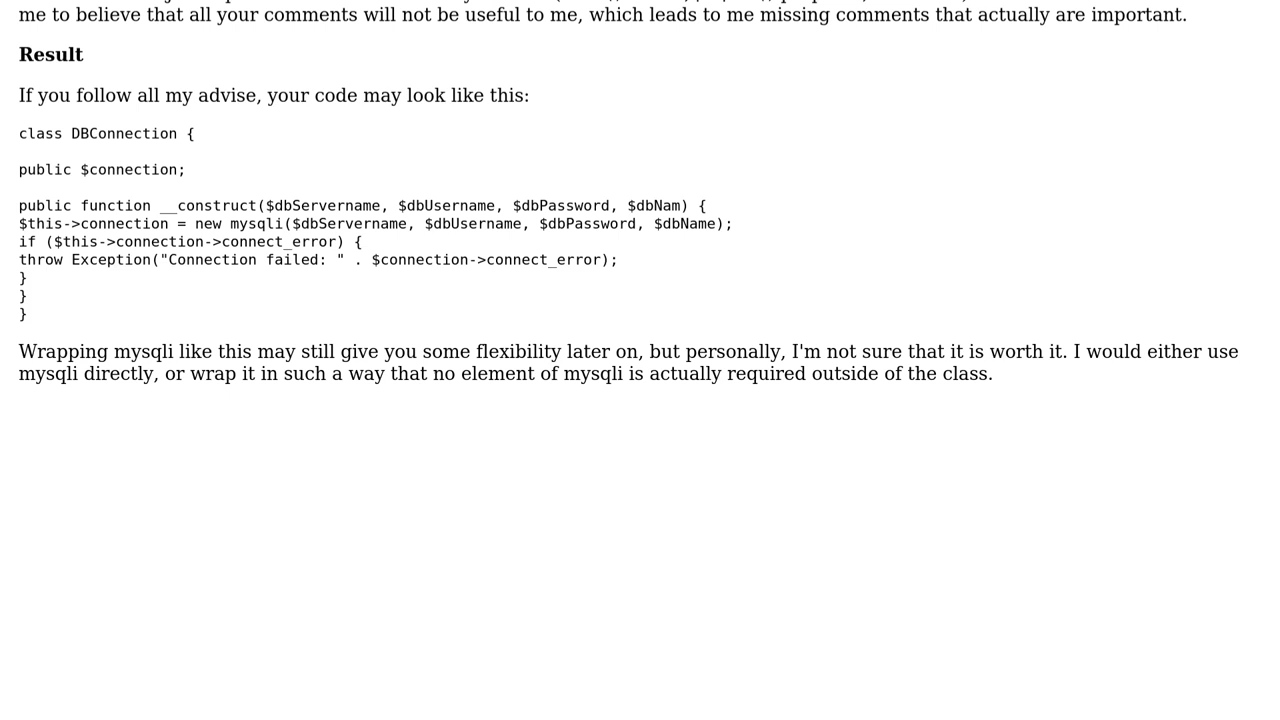 me to believe that all your comments will not be useful to me, which leads to me missing comments that actually are important.
Result
If you follow all my advise, your code may look like this:
class DBConnection {
public $connection;
public function __construct($dbServername, $dbUsername, $dbPassword, $dbNam) {
$this->connection = new mysqli($dbServername, $dbUsername, $dbPassword, $dbName);
if ($this->connection->connect_error) {
throw Exception("Connection failed: " . $connection->connect_error);
}
}
}
Wrapping mysqli like this may still give you some flexibility later on, but personally, I'm not sure that it is worth it. I would either use
mysqli directly, or wrap it in such a way that no element of mysqli is actually required outside of the class.